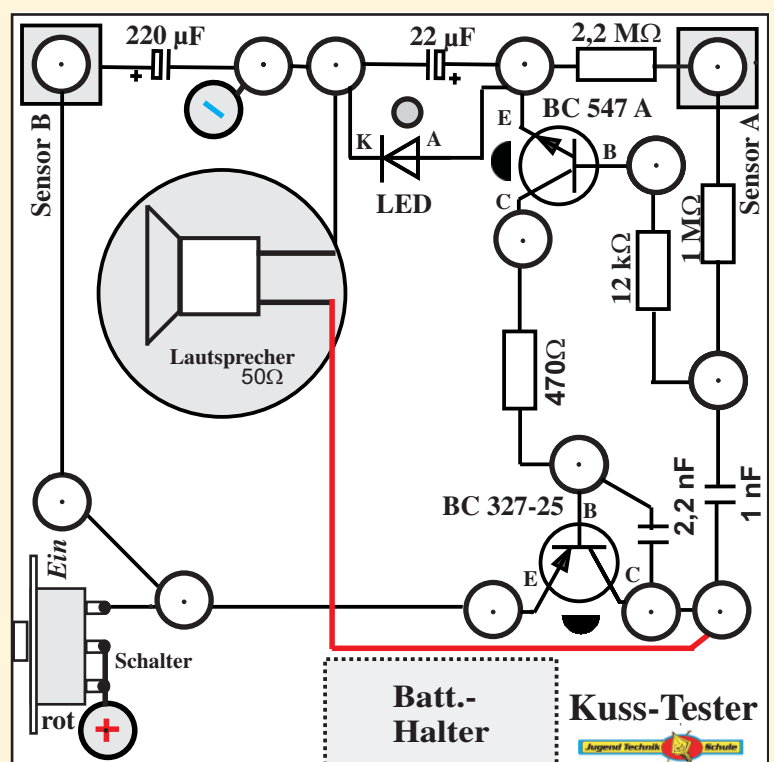 220 µF
22 µF
2,2 MΩ
+
+
Sensor B
Sensor A
E
BC 547 A
K
A
B
LED
C
1 MΩ
12 kΩ
Lautsprecher
50Ω
470Ω
BC 327-25
B
2,2 nF
1 nF
Ein
E
C
Schalter
rot
+
Batt.-
Halter
Kuss-Tester
Jugend Technik Schule